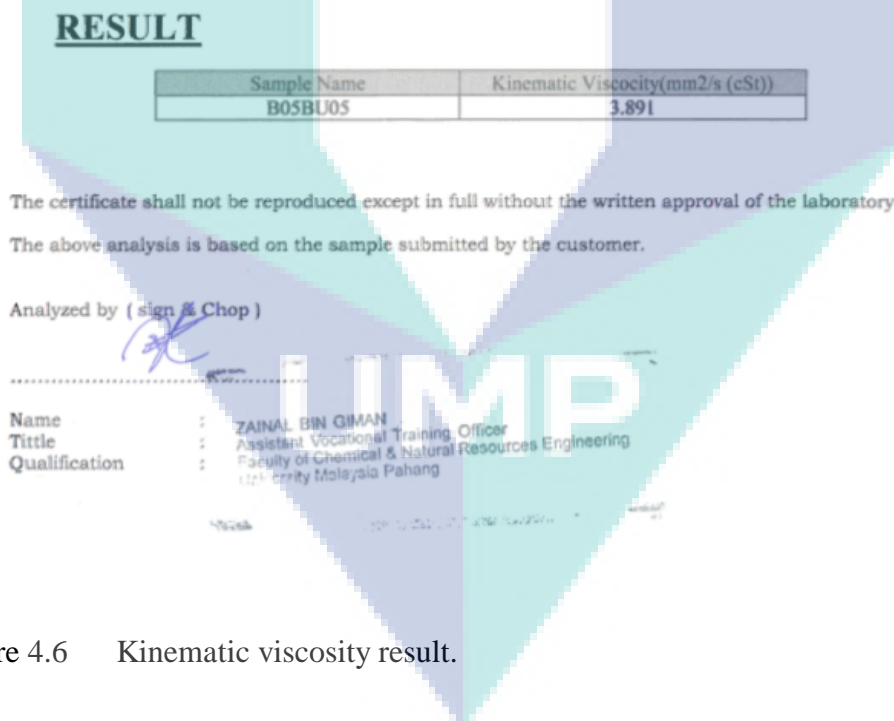 RESULT
Sample Name Kinematic Viscocity(mm2/s (cSt))
B05BU05 3.891
The certificate shall not be reproduced except in full without the written approval of the laboratory
The above analysis is based on the sample submitted by the customer.
Analyzed by ( sign & Chop )
UMP
Name : ZAINAL BIN GIMAN
Tittle : Assistant Vocational Training Officer
Qualification : Faculty of Chemical & Natural Resources Engineering
Malaysia Pahang
re 4.6 Kinematic viscosity result.